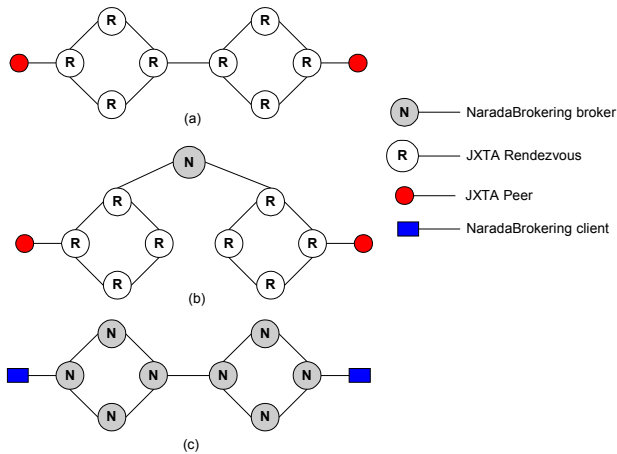 R
R
R
R
R
R
R
R
(a)
N
R
R
R
R
R
R
R
R
(b)
N
N
N
N
N
N
N
N
(c)
N NaradaBrokering broker
R JXTA Rendezvous
JXTA Peer
NaradaBrokering client